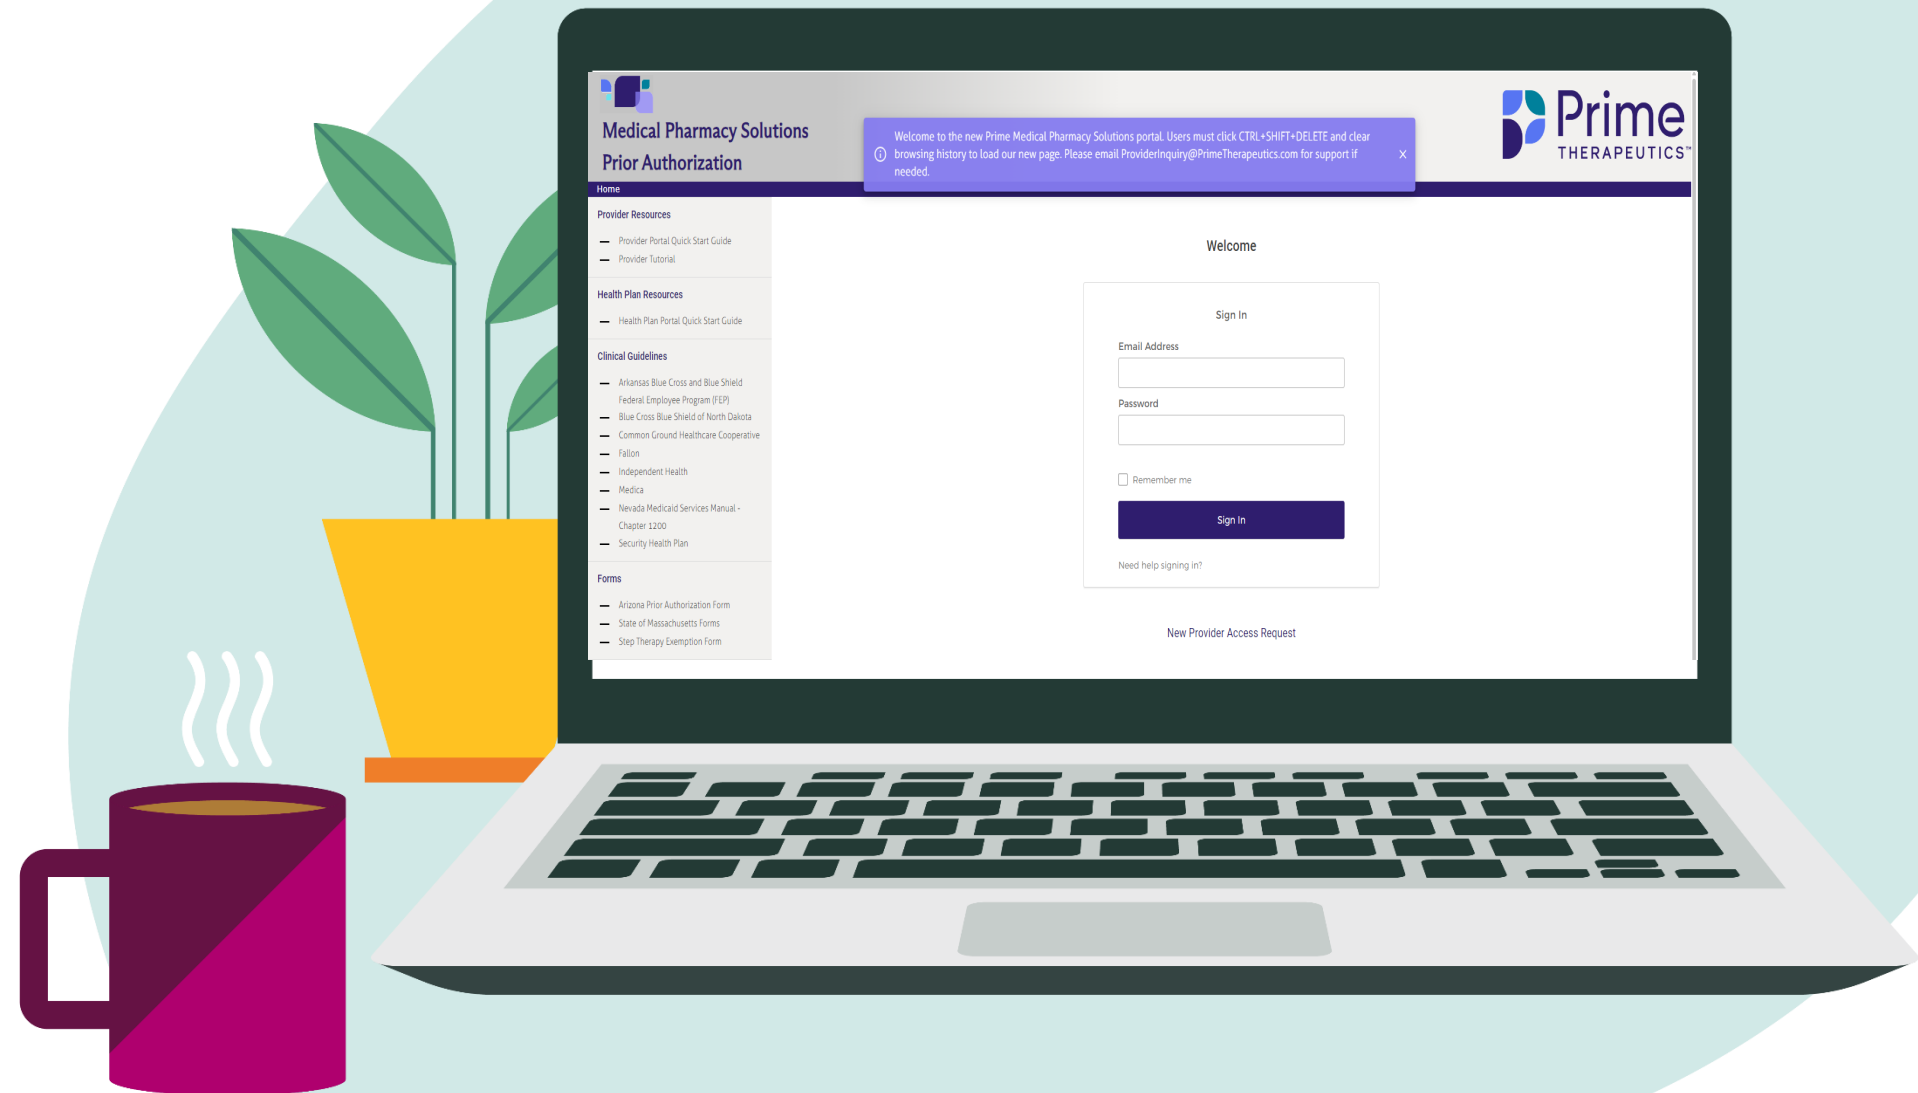 Medical Pharmacy Solutions
Prior Authorization
Welcome to the new Prime Medical Pharmacy Solutions portal. Users must click CTRL+SHIFT+DELETE and clear
browsing history to load our new page. Please email ProviderInquiry@PrimeTherapeutics.com for support if
needed.
X
Prime
THERAPEUTICS™
Home
Provider Resources
Provider Portal Quick Start Guide
Provider Tutorial
Health Plan Resources
Health Plan Portal Quick Start Guide
Clinical Guidelines
Arkansas Blue Cross and Blue Shield
Federal Employee Program (FEP)
Blue Cross Blue Shield of North Dakota
Common Ground Healthcare Cooperative
Fallon
Independent Health
Medica
Nevada Medicaid Services Manual -
Chapter 1200
Security Health Plan
Forms
Arizona Prior Authorization Form
State of Massachusetts Forms
Step Therapy Exemption Form
Welcome
Sign In
Email Address
Password
Remember me
Sign In
Need help signing in?
New Provider Access Request